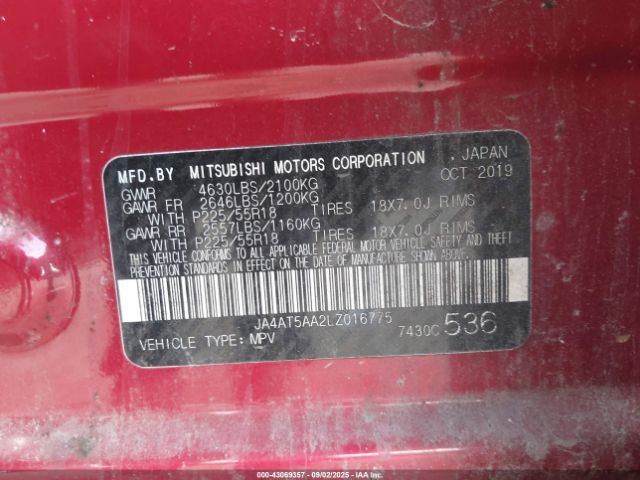 MFD.BY MITSUBISHI MOTORS CORPORATION . JAPAN
GVWR 4630LBS/2100KG OCT 2019
GAWR FR 2646LBS/1200KG
WITH P225/55R18 TIRES 18X7.0J RIMS
GAWR RR 2557LBS/1160KG
WITH P225/55R18 TIRES 18X7.0J RIMS
THIS VEHICLE CONFORMS TO ALL APPLICABLE FEDERAL MOTOR VEHICLE SAFETY AND THEFT
PREVENTION STANDARDS IN EFFECT ON THE DATE OF MANUFACTURE SHOWN ABOVE.
JA4AT5AA2LZ016775
VEHICLE TYPE:MPV 7430C 536
000-43069357 - 09/02/2025 - IAAI.COM